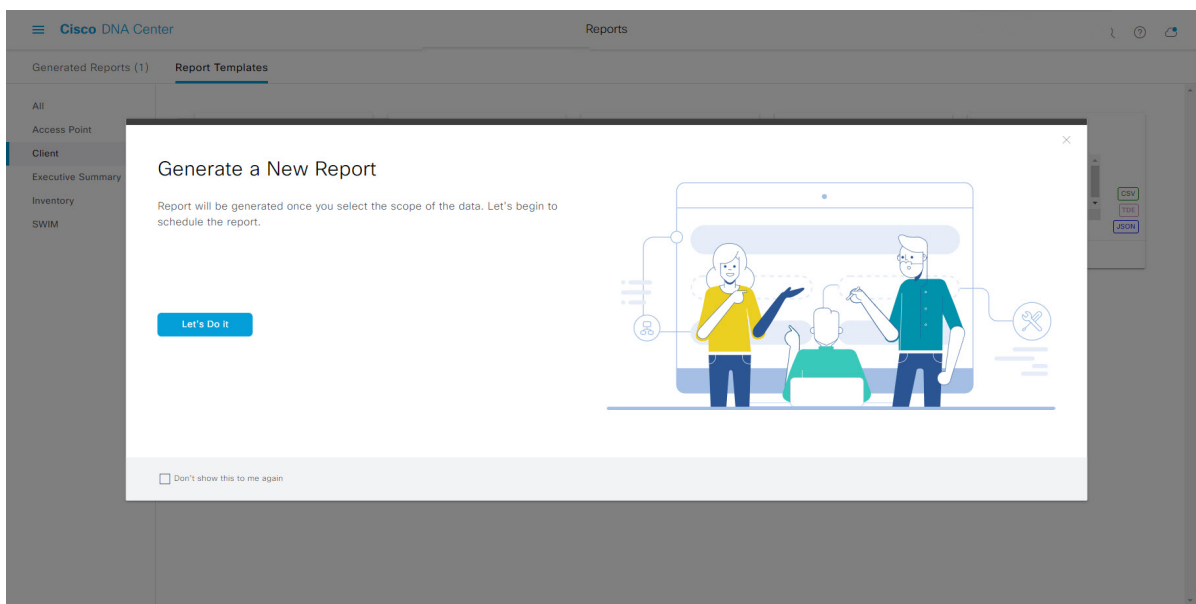 Cisco DNA Center
Reports
Generated Reports (1)
Report Templates
All
Access Point
Client
Executive Summary
Inventory
SWIM
Generate a New Report
Report will be generated once you select the scope of the data. Let's begin to
schedule the report.
Let's Do it
Don't show this to me again
CSV
TDE
JSON